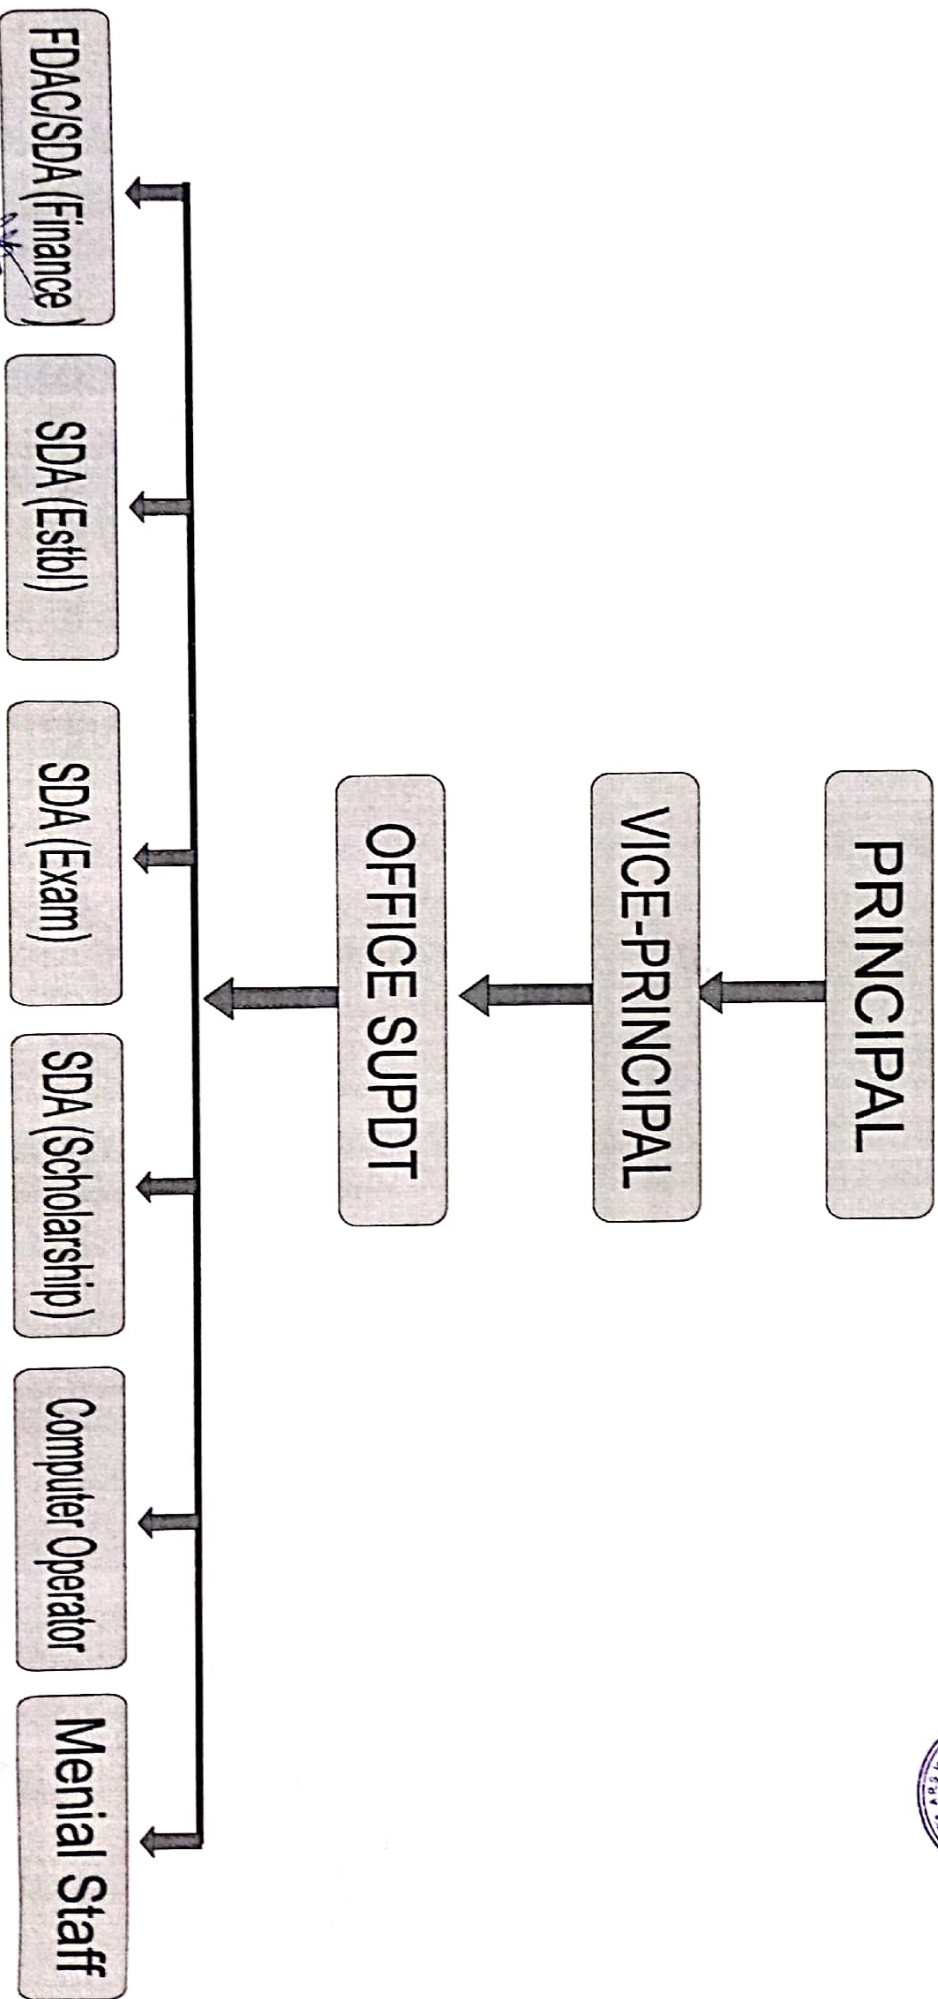 PRINCIPAL
VICE-PRINCIPAL
OFFICE SUPDT
FDAC/SDA (Finance )
SDA (Estbl)
SDA (Exam)
SDA (Scholarship)
Computer Operator
Menial Staff